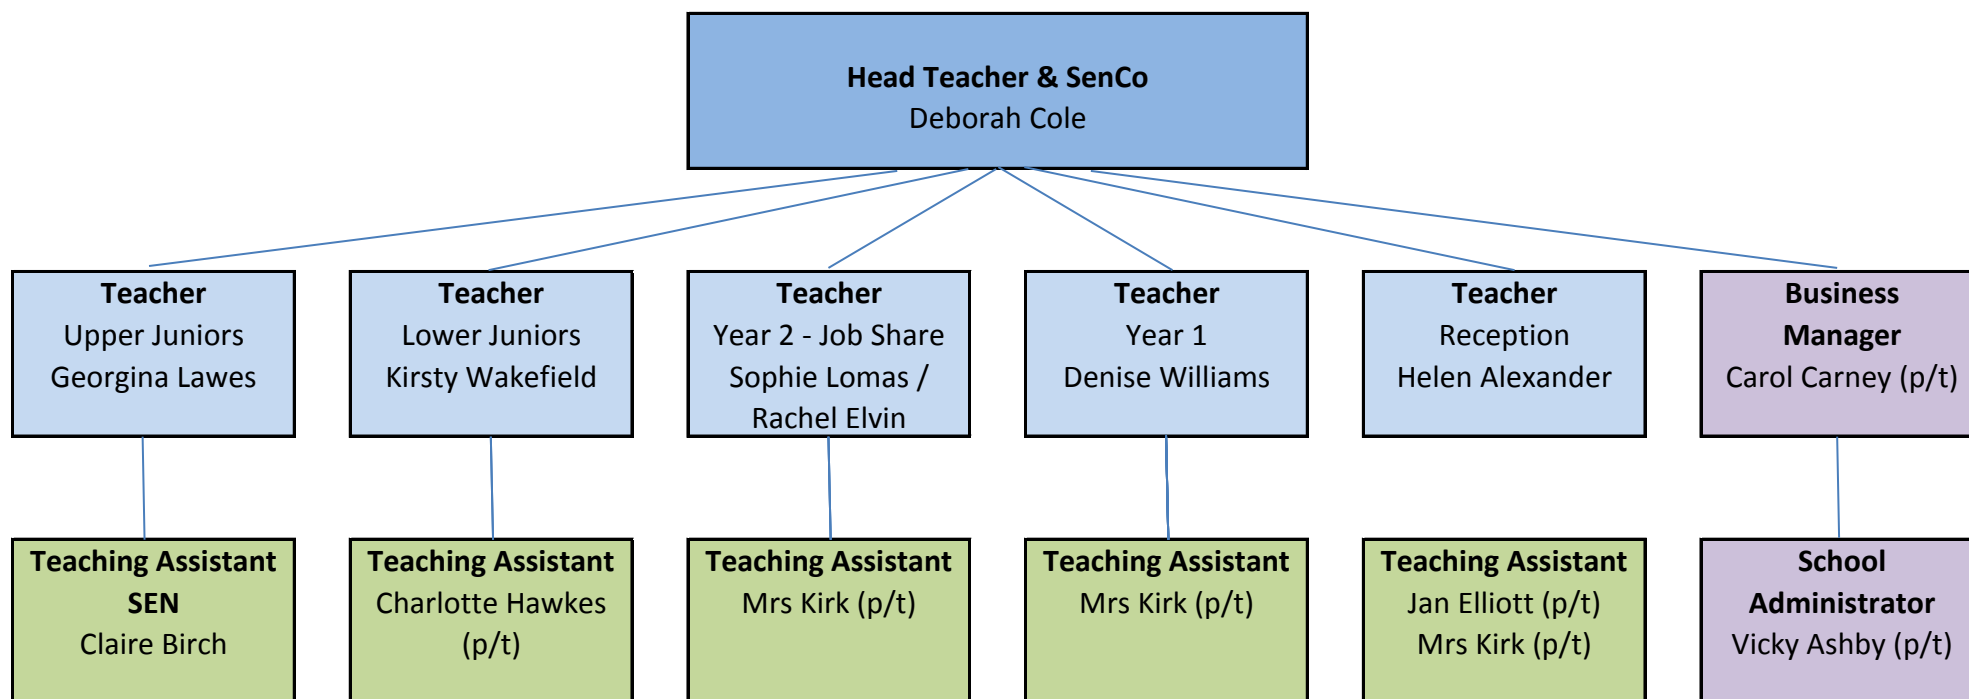 Head Teacher & SenCo
Deborah Cole
Teacher
Upper Juniors
Georgina Lawes
Teacher
Lower Juniors
Kirsty Wakefield
Teacher
Year 2 - Job Share
Sophie Lomas /
Rachel Elvin
Teacher
Year 1
Denise Williams
Teacher
Reception
Helen Alexander
Business
Manager
Carol Carney (p/t)
Teaching Assistant
SEN
Claire Birch
Teaching Assistant
Charlotte Hawkes
(p/t)
Teaching Assistant
Mrs Kirk (p/t)
Teaching Assistant
Mrs Kirk (p/t)
Teaching Assistant
Jan Elliott (p/t)
Mrs Kirk (p/t)
School
Administrator
Vicky Ashby (p/t)